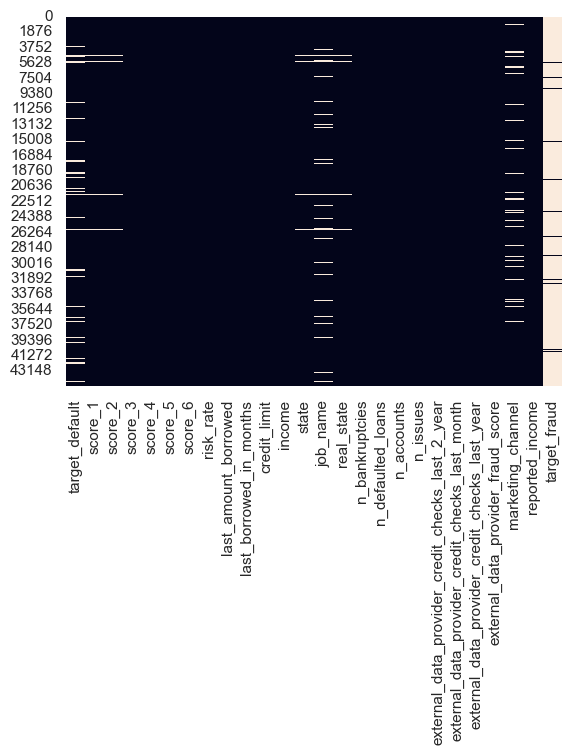 0
1876
3752
5628
7504
9380
11256
13132
15008
16884
18760
20636
22512
24388
26264
28140
30016
31892
33768
35644
37520
39396
41272
43148
target_default
score_1
score_2
score_3
score_4
score_5
score_6
risk_rate
last_amount_borrowed
last_borrowed_in_months
credit_limit
income
state
job_name
real_state
n_bankruptcies
n_defaulted_loans
n_accounts
n_issues
external_data_provider_credit_checks_last_2_year
external_data_provider_credit_checks_last_month
external_data_provider_credit_checks_last_year
external_data_provider_fraud_score
marketing_channel
reported_income
target_fraud